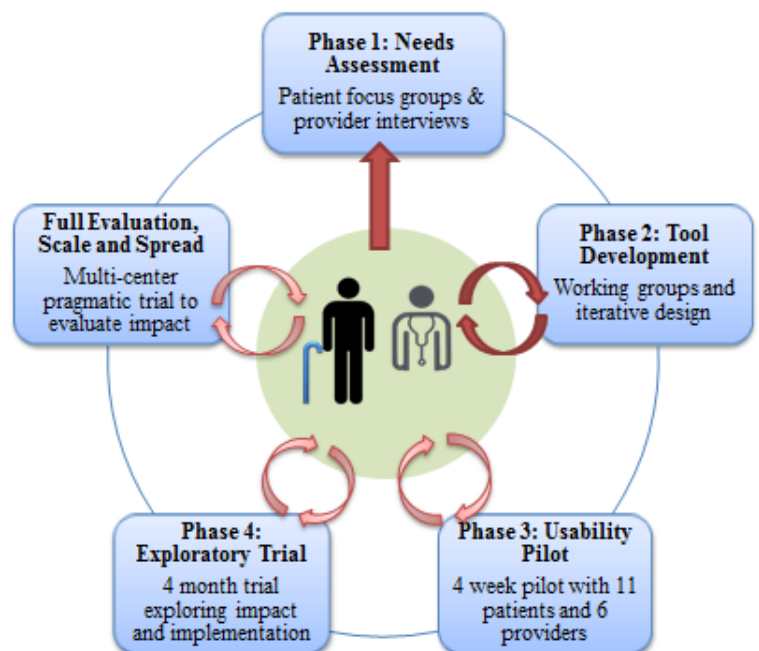 Phase 1: Needs
Assessment
Patient focus groups &
provider interviews
Phase 2: Tool
Development
Working groups and
iterative design
Phase 3: Usability
Pilot
4 week pilot with 11
patients and 6
providers
Phase 4:
Exploratory Trial
4 month trial
exploring impact
and implementation
Full Evaluation,
Scale and Spread
Multi-center
pragmatic trial to
evaluate impact